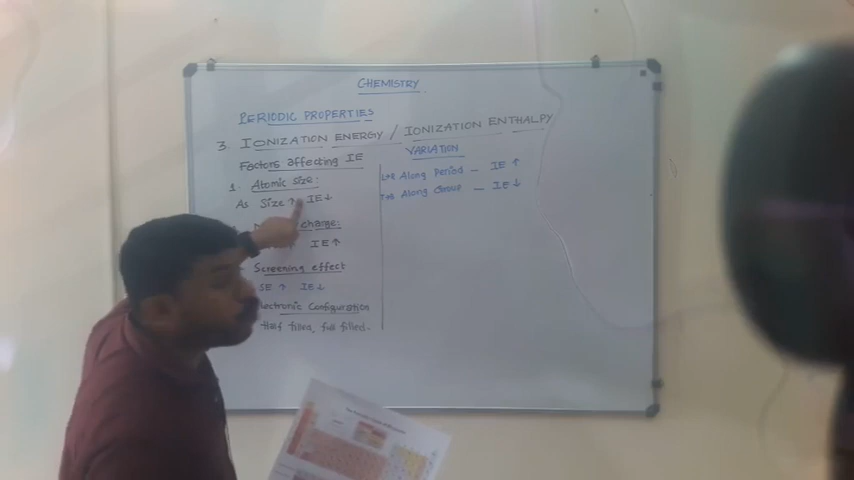 CHEMISTRY
PERIODIC PROPERTIES
3. IONIZATION ENERGY / IONIZATION ENTHALPY
Factors affecting IE
1. Atomic size:
As Size ↑ IE↓
charge:
IE ↑
Screening effect
SE ↑ IE ↓
lectronic Configuration
Half filled, full filled-
VARIATION
L→R Along Period - IE ↑
T→B Along Group - IE ↓